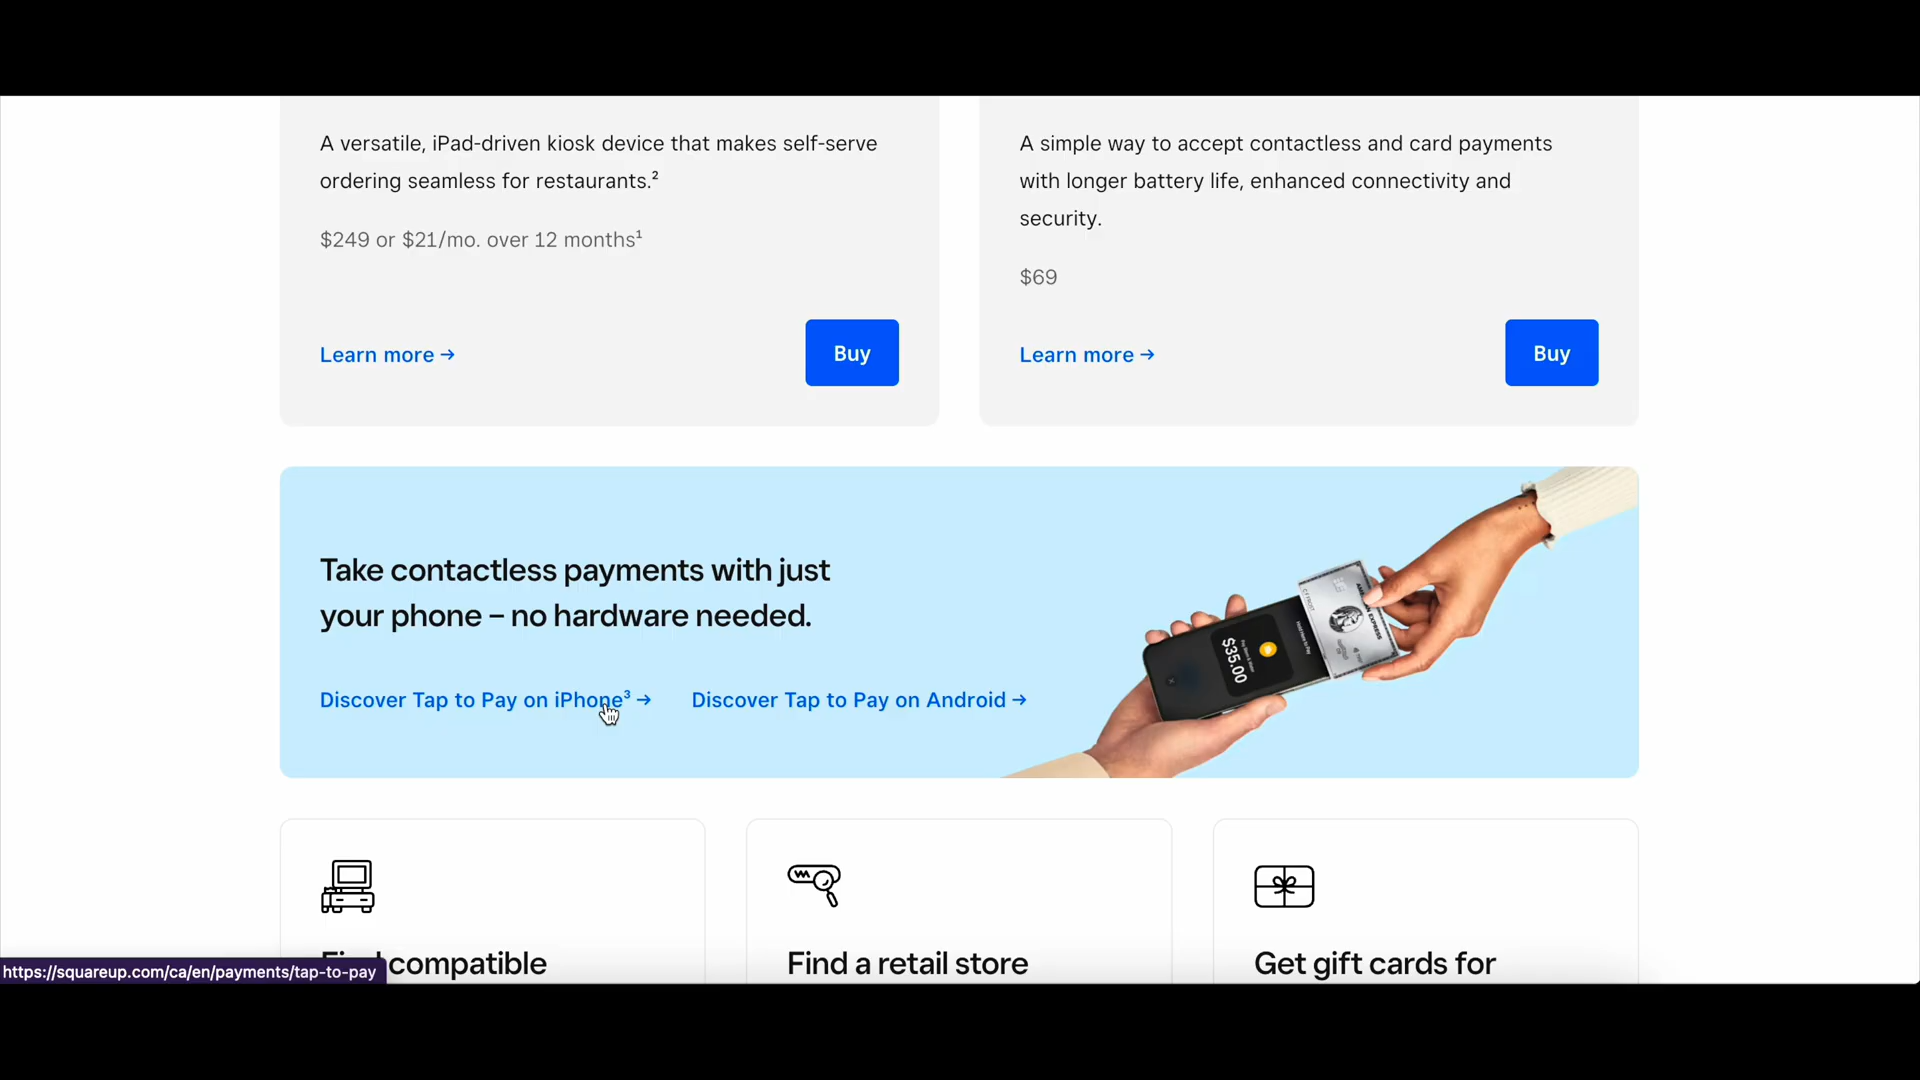 A versatile, iPad-driven kiosk device that makes self-serve
ordering seamless for restaurants.²
$249 or $21/mo. over 12 months¹
Learn more →
Buy
A simple way to accept contactless and card payments
with longer battery life, enhanced connectivity and
security.
$69
Learn more →
Buy
Take contactless payments with just
your phone – no hardware needed.
Discover Tap to Pay on iPhone³ →
Discover Tap to Pay on Android →
$35.00
AMERICAN EXPRESS
compatible
Find a retail store
Get gift cards for
https://squareup.com/ca/en/payments/tap-to-pay